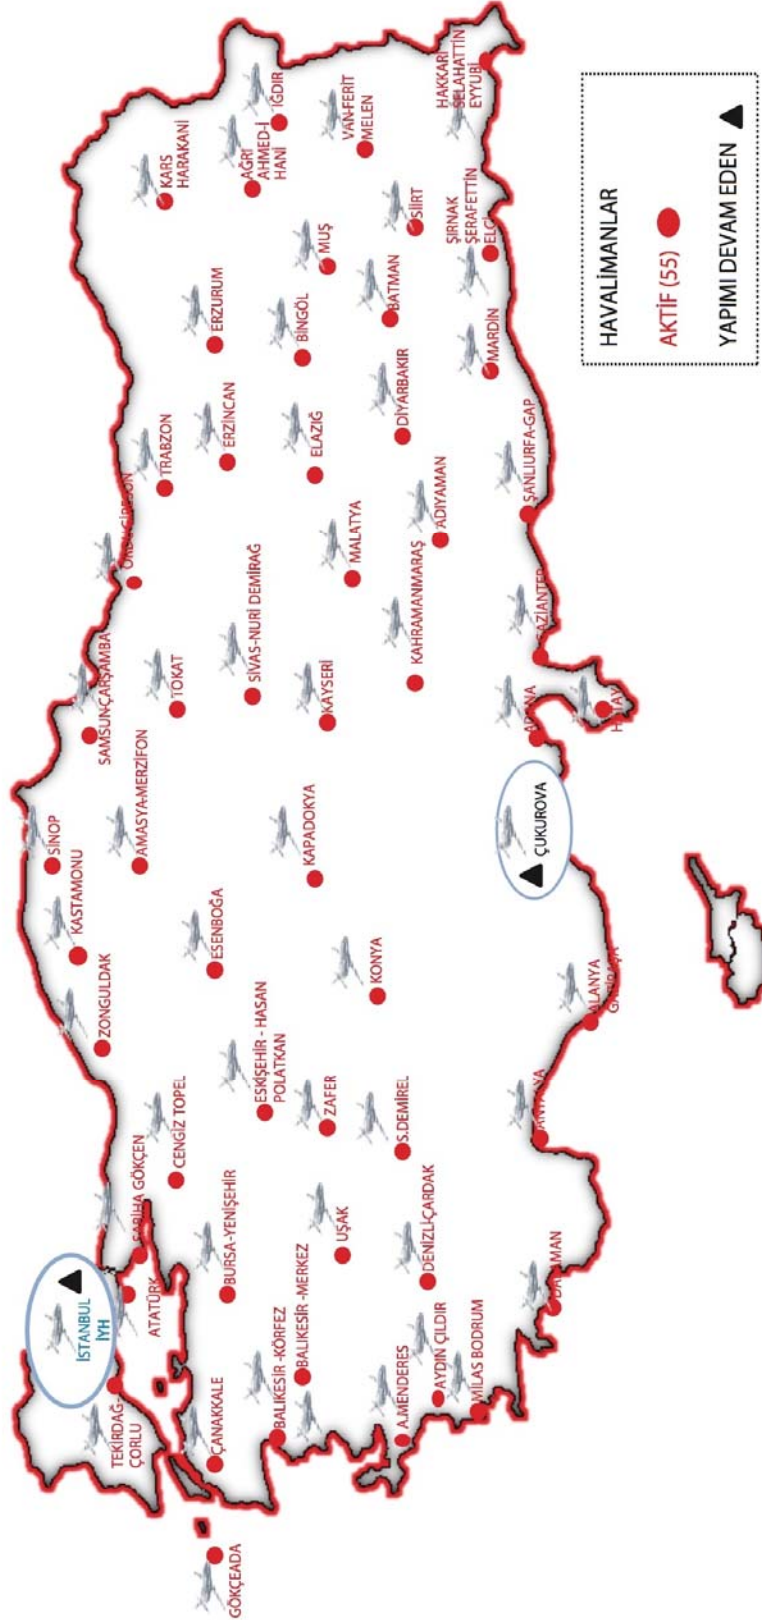 GÖKÇEADA
TEKİRDAĞ-
ÇORLU
İSTANBUL
İYH
ATATÜRK
SABİHA GÖKÇEN
CENGİZ TOPEL
ÇANAKKALE
BURSA-YENİŞEHİR
BALIKESİR -KÖRFEZ
BALIKESİR -MERKEZ
UŞAK
A.MENDERES
AYDIN ÇILDIR
DENİZLİ-ÇARDAK
MİLAS BODRUM
ZONGULDAK
KASTAMONU
SİNOP
ESENBOĞA
ESKİŞEHİR - HASAN
POLATKAN
ZAFER
S.DEMİREL
KONYA
ALANYA
AMASYA-MERZİFON
SAMSUN-ÇARŞAMBA
TOKAT
SİVAS-NURİ DEMİRAĞ
KAYSERİ
KAPADOKYA
ÇUKUROVA
KAHRAMANMARAŞ
MALATYA
ADIYAMAN
ŞANLIURFA-GAP
TRABZON
ERZİNCAN
ELAZIĞ
DİYARBAKIR
ERZURUM
BİNGÖL
MUŞ
BATMAN
MARDİN
SİİRT
ŞIRNAK
ŞERAFETTİN
ELÇİ
KARS
HARAKANİ
AĞRI
AHMED-İ
HANİ
IĞDIR
VAN-FERİT
MELEN
HAKKARİ
SELAHATTİN
EYYUBİ
HAVALİMANLAR
AKTİF (55)
YAPIMI DEVAM EDEN